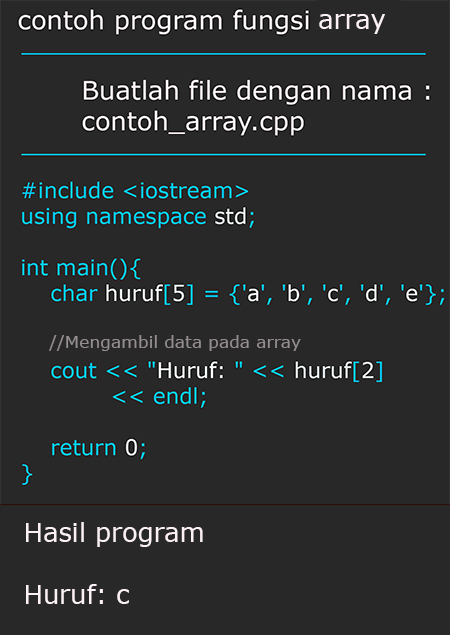 contoh program fungsi array
Buatlah file dengan nama :
contoh_array.cpp
#include <iostream>
using namespace std;
int main(){
char huruf[5] = {'a', 'b', 'c', 'd', 'e'};
//Mengambil data pada array
cout << "Huruf: " << huruf[2]
<< endl;
return 0;
}
Hasil program
Huruf: c